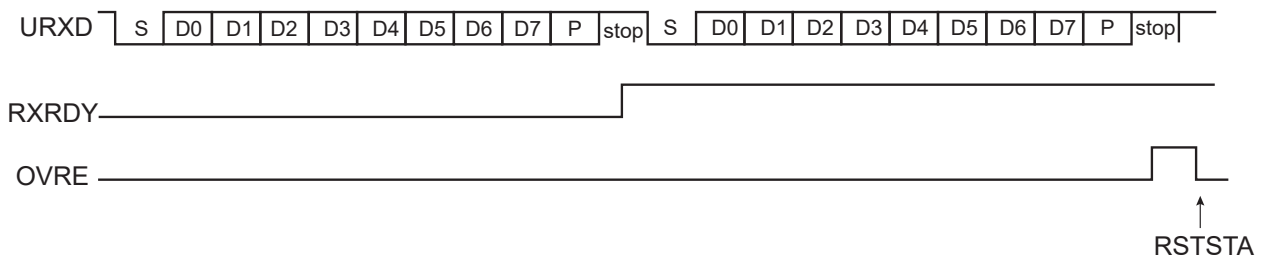 URXD S D0 D1 D2 D3 D4 D5 D6 D7 P stop S D0 D1 D2 D3 D4 D5 D6 D7 P stop
RXRDY
OVRE
RSTSTA